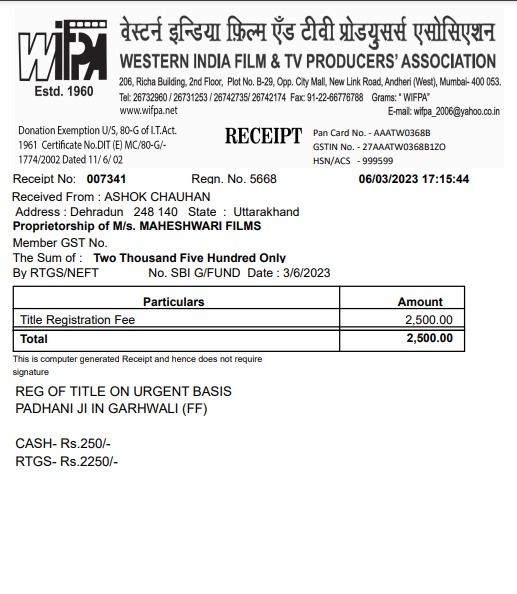 WIFPA
Estd. 1960
वेस्टर्न इन्डिया फ़िल्म एँड टीवी प्रोडयुसर्स एसोसिएशन
WESTERN INDIA FILM & TV PRODUCERS' ASSOCIATION
206, Richa Building, 2nd Floor, Plot No. B-29, Opp. City Mall, New Link Road, Andheri (West), Mumbai- 400 053.
Tel: 26732960 / 26731253 / 26742735/ 26742174 Fax: 91-22-66776788 Grams: " WIFPA"
www.wifpa.net E-mail: wifpa_2006@yahoo.co.in
Donation Exemption U/S, 80-G of I.T.Act.
1961 Certificate No.DIT (E) MC/80-G/-
1774/2002 Dated 11/ 6/ 02
RECEIPT
Pan Card No. - AAATW0368B
GSTIN No. - 27AAATW0368B1ZO
HSN/ACS - 999599
Receipt No: 007341 Regn. No. 5668 06/03/2023 17:15:44
Received From : ASHOK CHAUHAN
Address : Dehradun 248 140 State : Uttarakhand
Proprietorship of M/s. MAHESHWARI FILMS
Member GST No.
The Sum of : Two Thousand Five Hundred Only
By RTGS/NEFT No. SBI G/FUND Date : 3/6/2023
Particulars Amount
Title Registration Fee 2,500.00
Total 2,500.00
This is computer generated Receipt and hence does not require
signature
REG OF TITLE ON URGENT BASIS
PADHANI JI IN GARHWALI (FF)
CASH- Rs.250/-
RTGS- Rs.2250/-